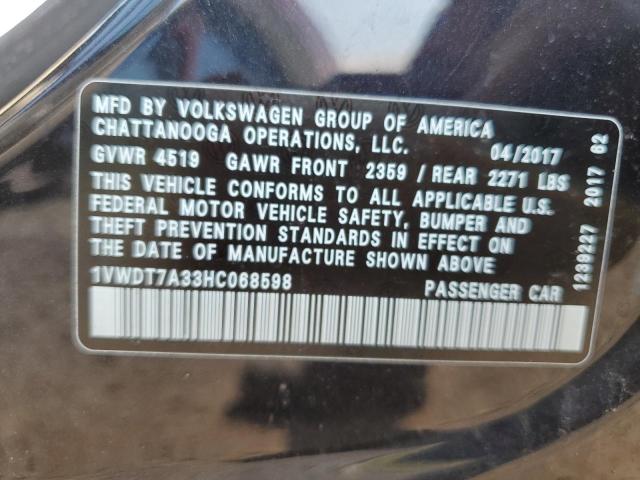 MFD BY VOLKSWAGEN GROUP OF AMERICA
CHATTANOOGA OPERATIONS, LLC. 04/2017
GVWR 4519 GAWR FRONT 2359 / REAR 2271 LBS
THIS VEHICLE CONFORMS TO ALL APPLICABLE U.S.
FEDERAL MOTOR VEHICLE SAFETY, BUMPER AND
THEFT PREVENTION STANDARDS IN EFFECT ON
THE DATE OF MANUFACTURE SHOWN ABOVE
1VWDT7A33HC068598 PASSENGER CAR
1239227 2017 02